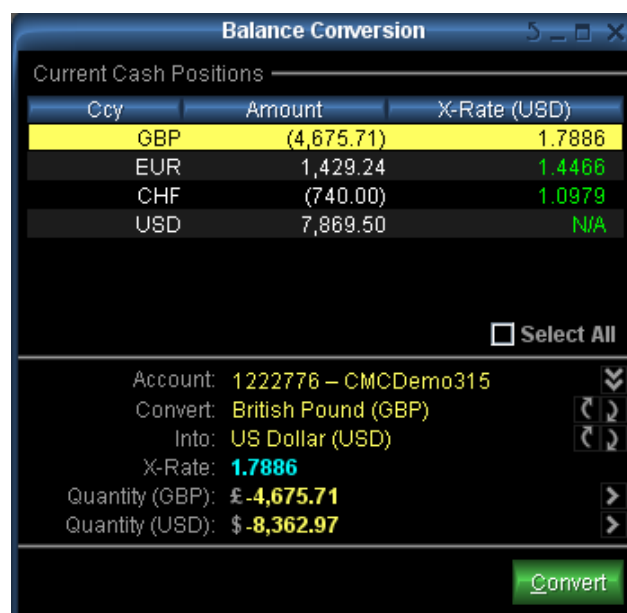 Balance Conversion
Current Cash Positions
Ccy Amount X-Rate (USD)
GBP (4,675.71) 1.7886
EUR 1,429.24 1.4466
CHF (740.00) 1.0979
USD 7,869.50 N/A
Select All
Account: 1222776 – CMCDemo315
Convert: British Pound (GBP)
Into: US Dollar (USD)
X-Rate: 1.7886
Quantity (GBP): £-4,675.71
Quantity (USD): $-8,362.97
Convert